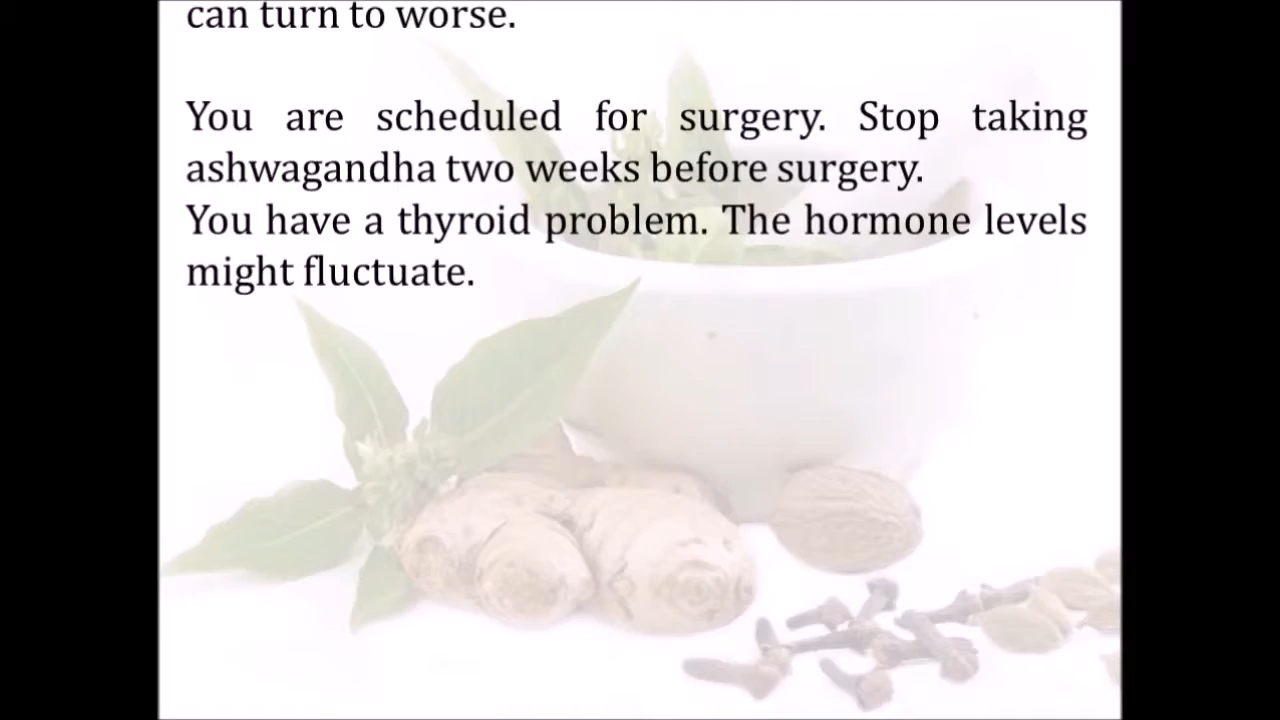 can turn to worse.
You are scheduled for surgery. Stop taking
ashwagandha two weeks before surgery.
You have a thyroid problem. The hormone levels
might fluctuate.